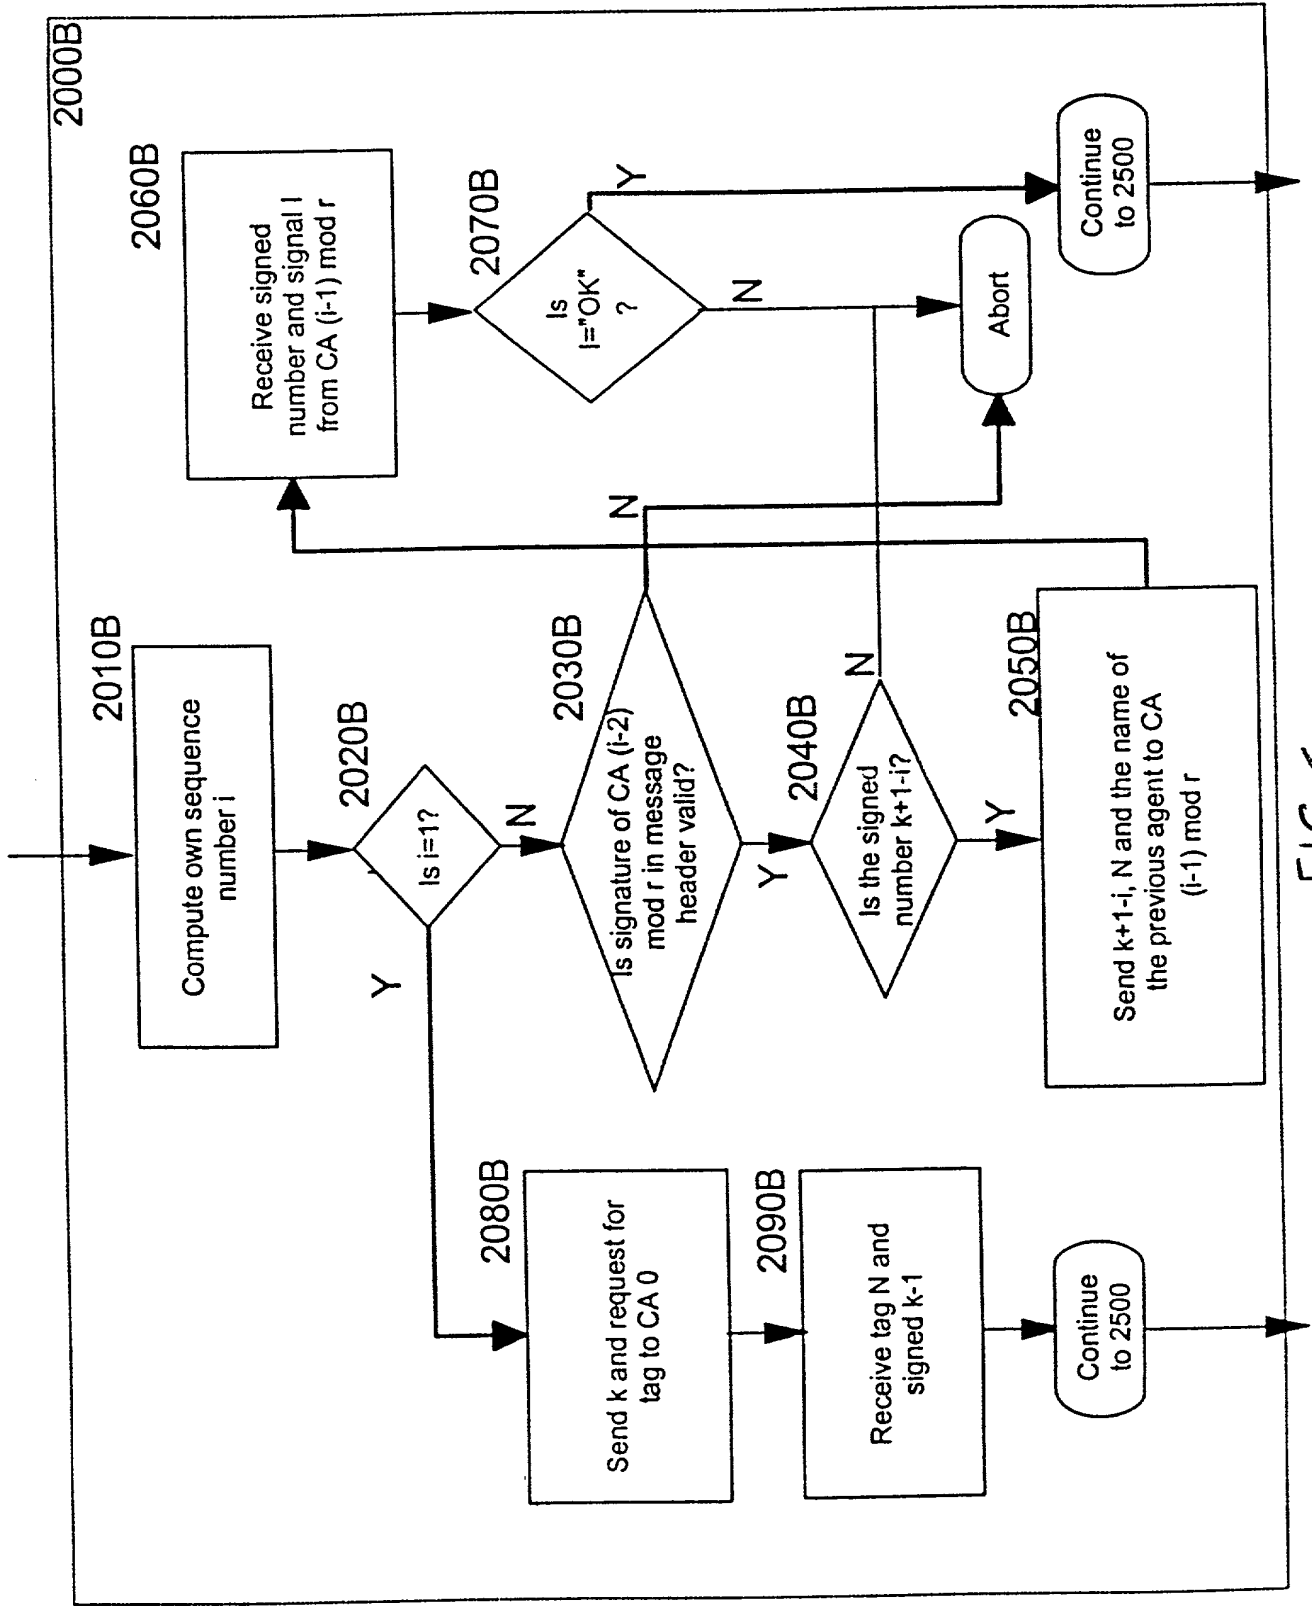 2000B
2010B
Compute own sequence
number i
2020B
Is i=1?
Y
N
2030B
Is signature of CA (i-2)
mod r in message
header valid?
N
Y
2040B
Is the signed
number k+1-i?
N
Y
2050B
Send k+1-i, N and the name of
the previous agent to CA
(i-1) mod r
2060B
Receive signed
number and signal I
from CA (i-1) mod r
2070B
Is
I="OK"
?
Y
N
Abort
Continue
to 2500
2080B
Send k and request for
tag to CA 0
2090B
Receive tag N and
signed k-1
Continue
to 2500